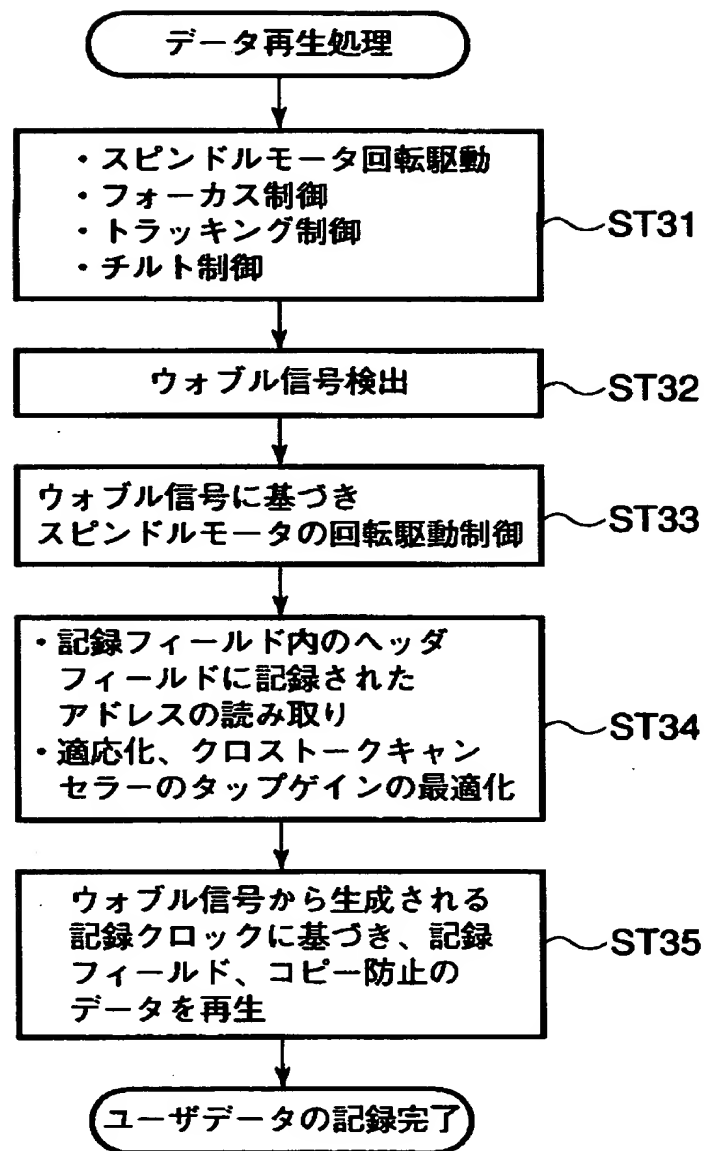 データ再生処理
・スピンドルモータ回転駆動
・フォーカス制御
・トラッキング制御
・チルト制御
ST31
ウォブル信号検出
ST32
ウォブル信号に基づき
スピンドルモータの回転駆動制御
ST33
・記録フィールド内のヘッダ
フィールドに記録された
アドレスの読み取り
・適応化、クロストークキャン
セラーのタップゲインの最適化
ST34
ウォブル信号から生成される
記録クロックに基づき、記録
フィールド、コピー防止の
データを再生
ST35
ユーザデータの記録完了